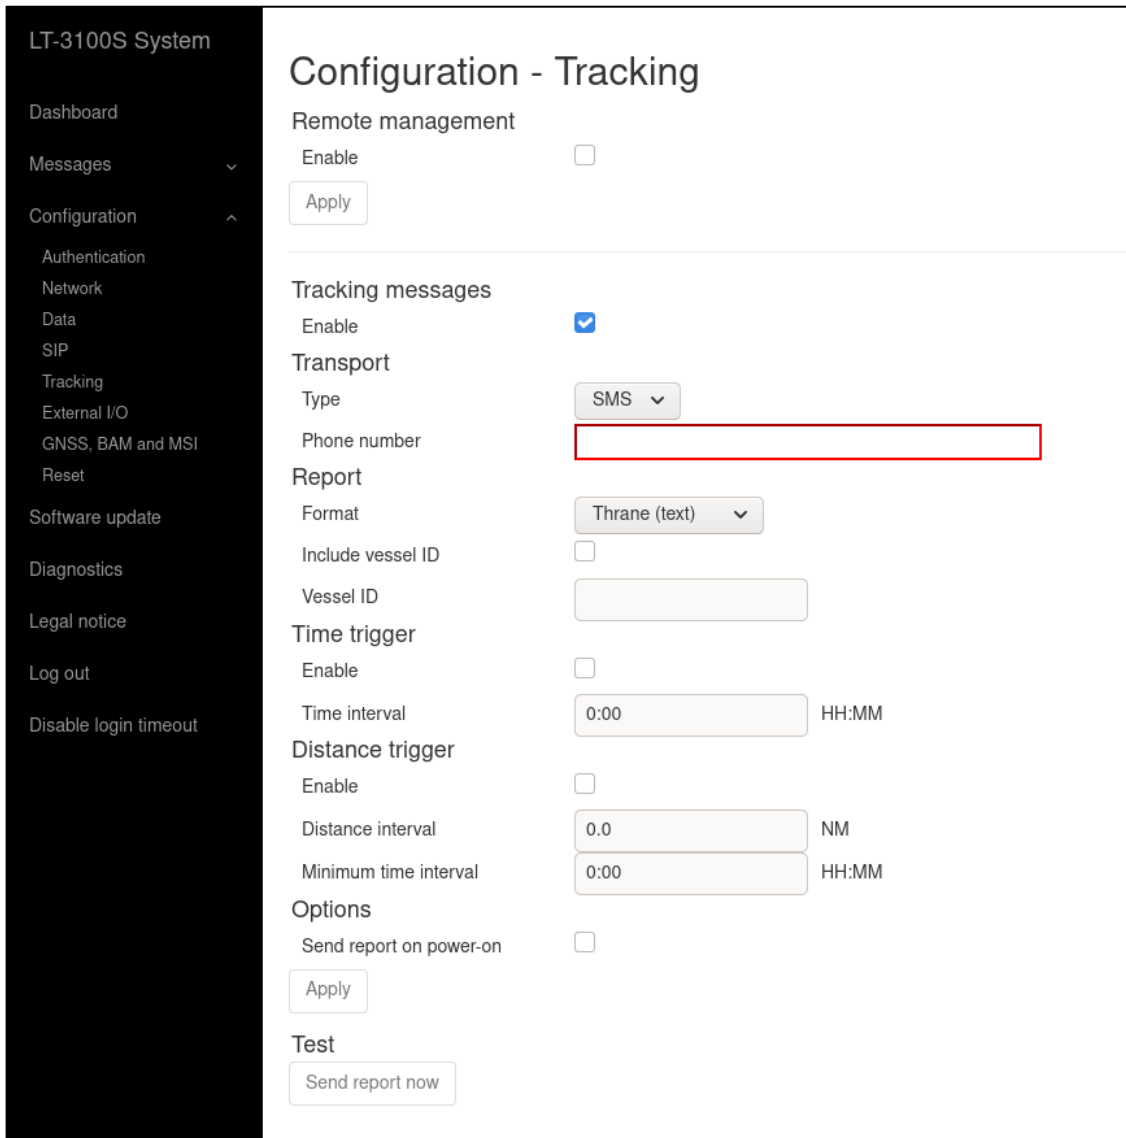 LT-3100S System
Dashboard
Messages
Configuration
Authentication
Network
Data
SIP
Tracking
External I/O
GNSS, BAM and MSI
Reset
Software update
Diagnostics
Legal notice
Log out
Disable login timeout
Configuration - Tracking
Remote management
Enable
Apply
Tracking messages
Enable
Transport
Type SMS
Phone number
Report
Format Thrane (text)
Include vessel ID
Vessel ID
Time trigger
Enable
Time interval 0:00 HH:MM
Distance trigger
Enable
Distance interval 0.0 NM
Minimum time interval 0:00 HH:MM
Options
Send report on power-on
Apply
Test
Send report now